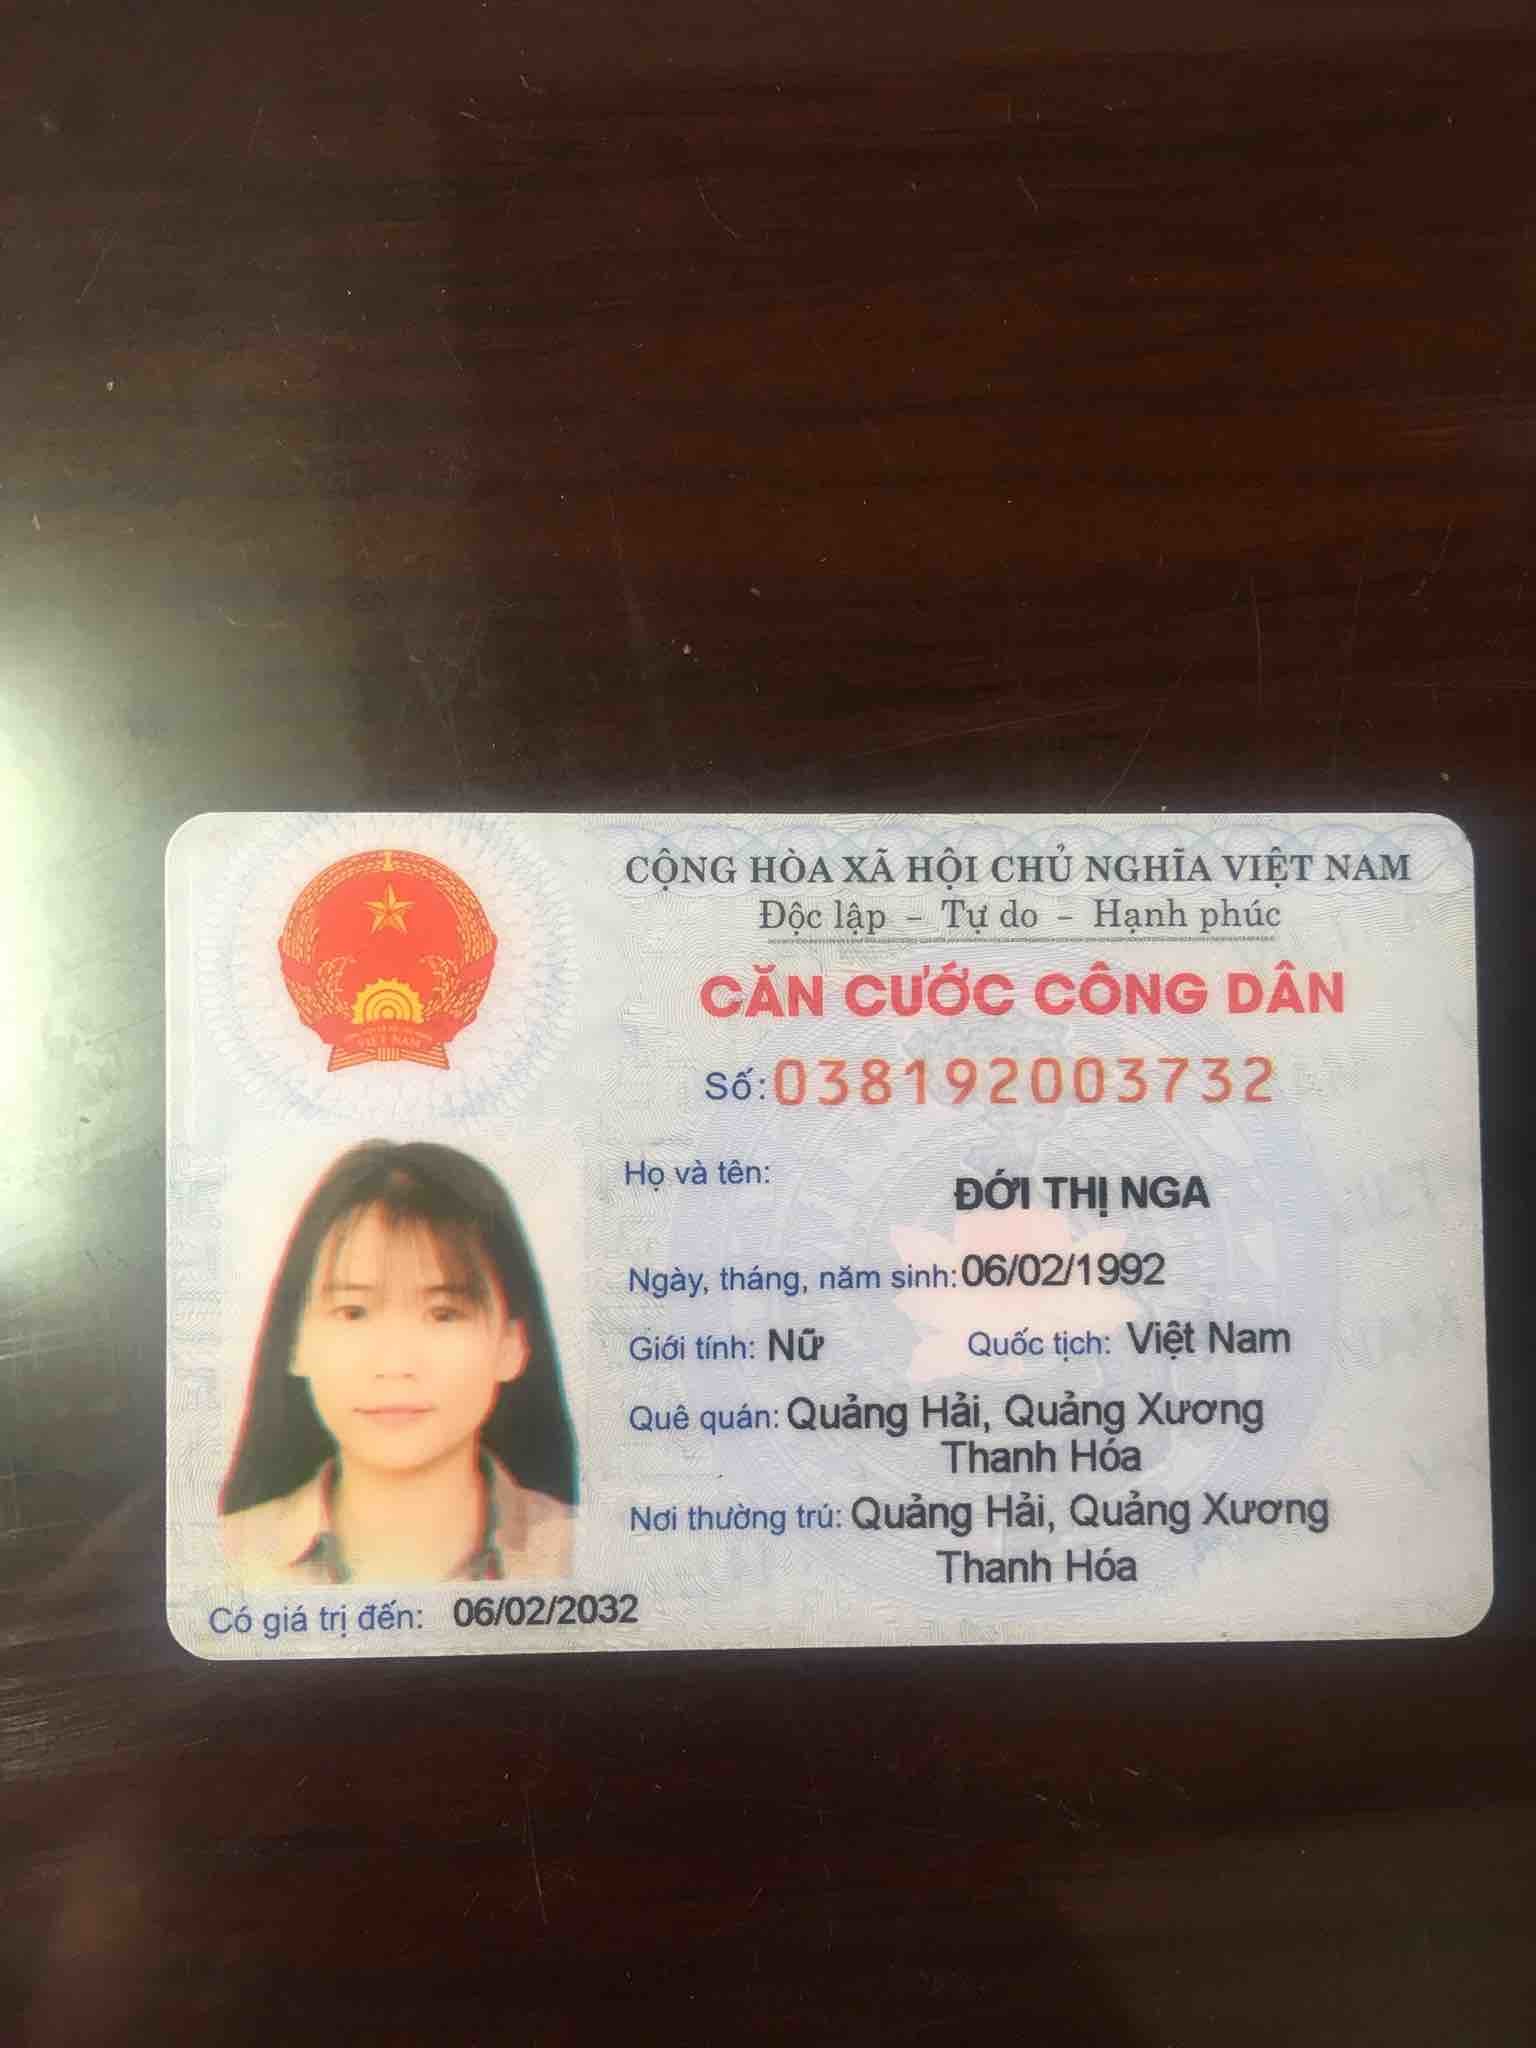 CỘNG HÒA XÃ HỘI CHỦ NGHĨA VIỆT NAM
Độc lập - Tự do - Hạnh phúc
CĂN CƯỚC CÔNG DÂN
Số: 038192003732
Họ và tên: ĐỚI THỊ NGA
Ngày, tháng, năm sinh: 06/02/1992
Giới tính: Nữ Quốc tịch: Việt Nam
Quê quán: Quảng Hải, Quảng Xương
Thanh Hóa
Nơi thường trú: Quảng Hải, Quảng Xương
Thanh Hóa
Có giá trị đến: 06/02/2032